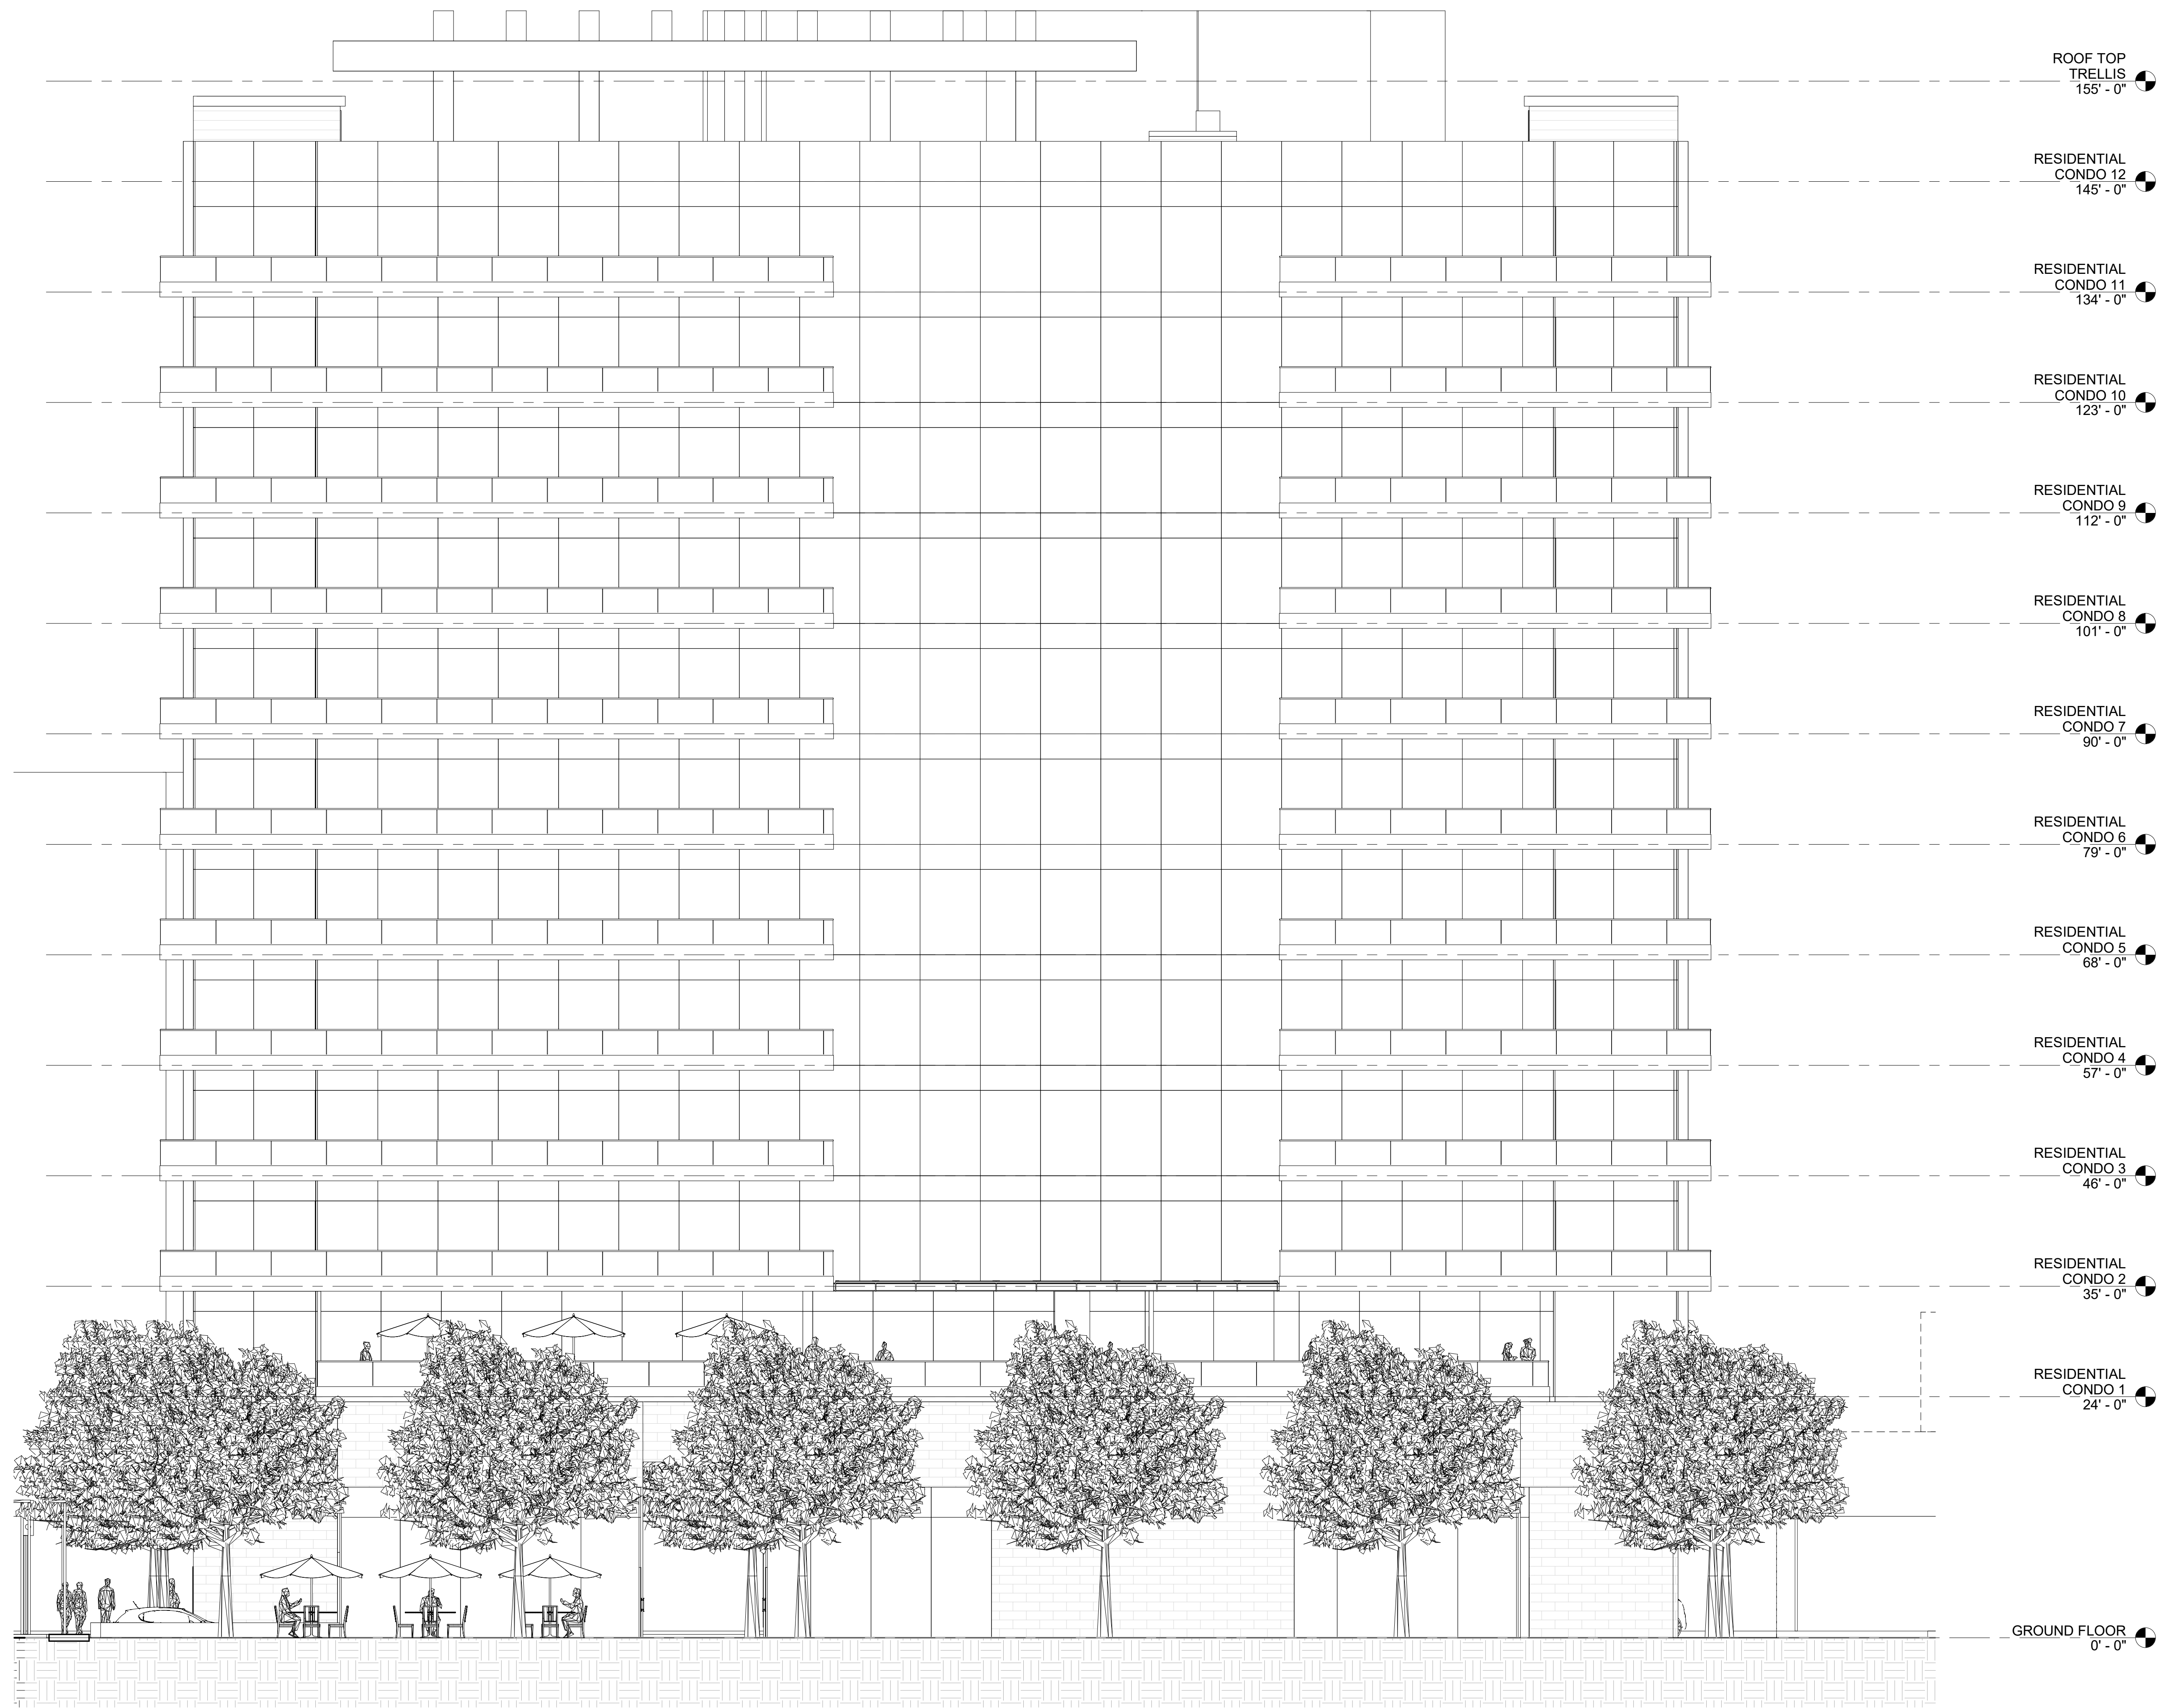 ROOF TOP
TRELLIS
155' - 0"
RESIDENTIAL
CONDO 12
145' - 0"
RESIDENTIAL
CONDO 11
134' - 0"
RESIDENTIAL
CONDO 10
123' - 0"
RESIDENTIAL
CONDO 9
112' - 0"
RESIDENTIAL
CONDO 8
101' - 0"
RESIDENTIAL
CONDO 7
90' - 0"
RESIDENTIAL
CONDO 6
79' - 0"
RESIDENTIAL
CONDO 5
68' - 0"
RESIDENTIAL
CONDO 4
57' - 0"
RESIDENTIAL
CONDO 3
46' - 0"
RESIDENTIAL
CONDO 2
35' - 0"
RESIDENTIAL
CONDO 1
24' - 0"
GROUND FLOOR
0' - 0"